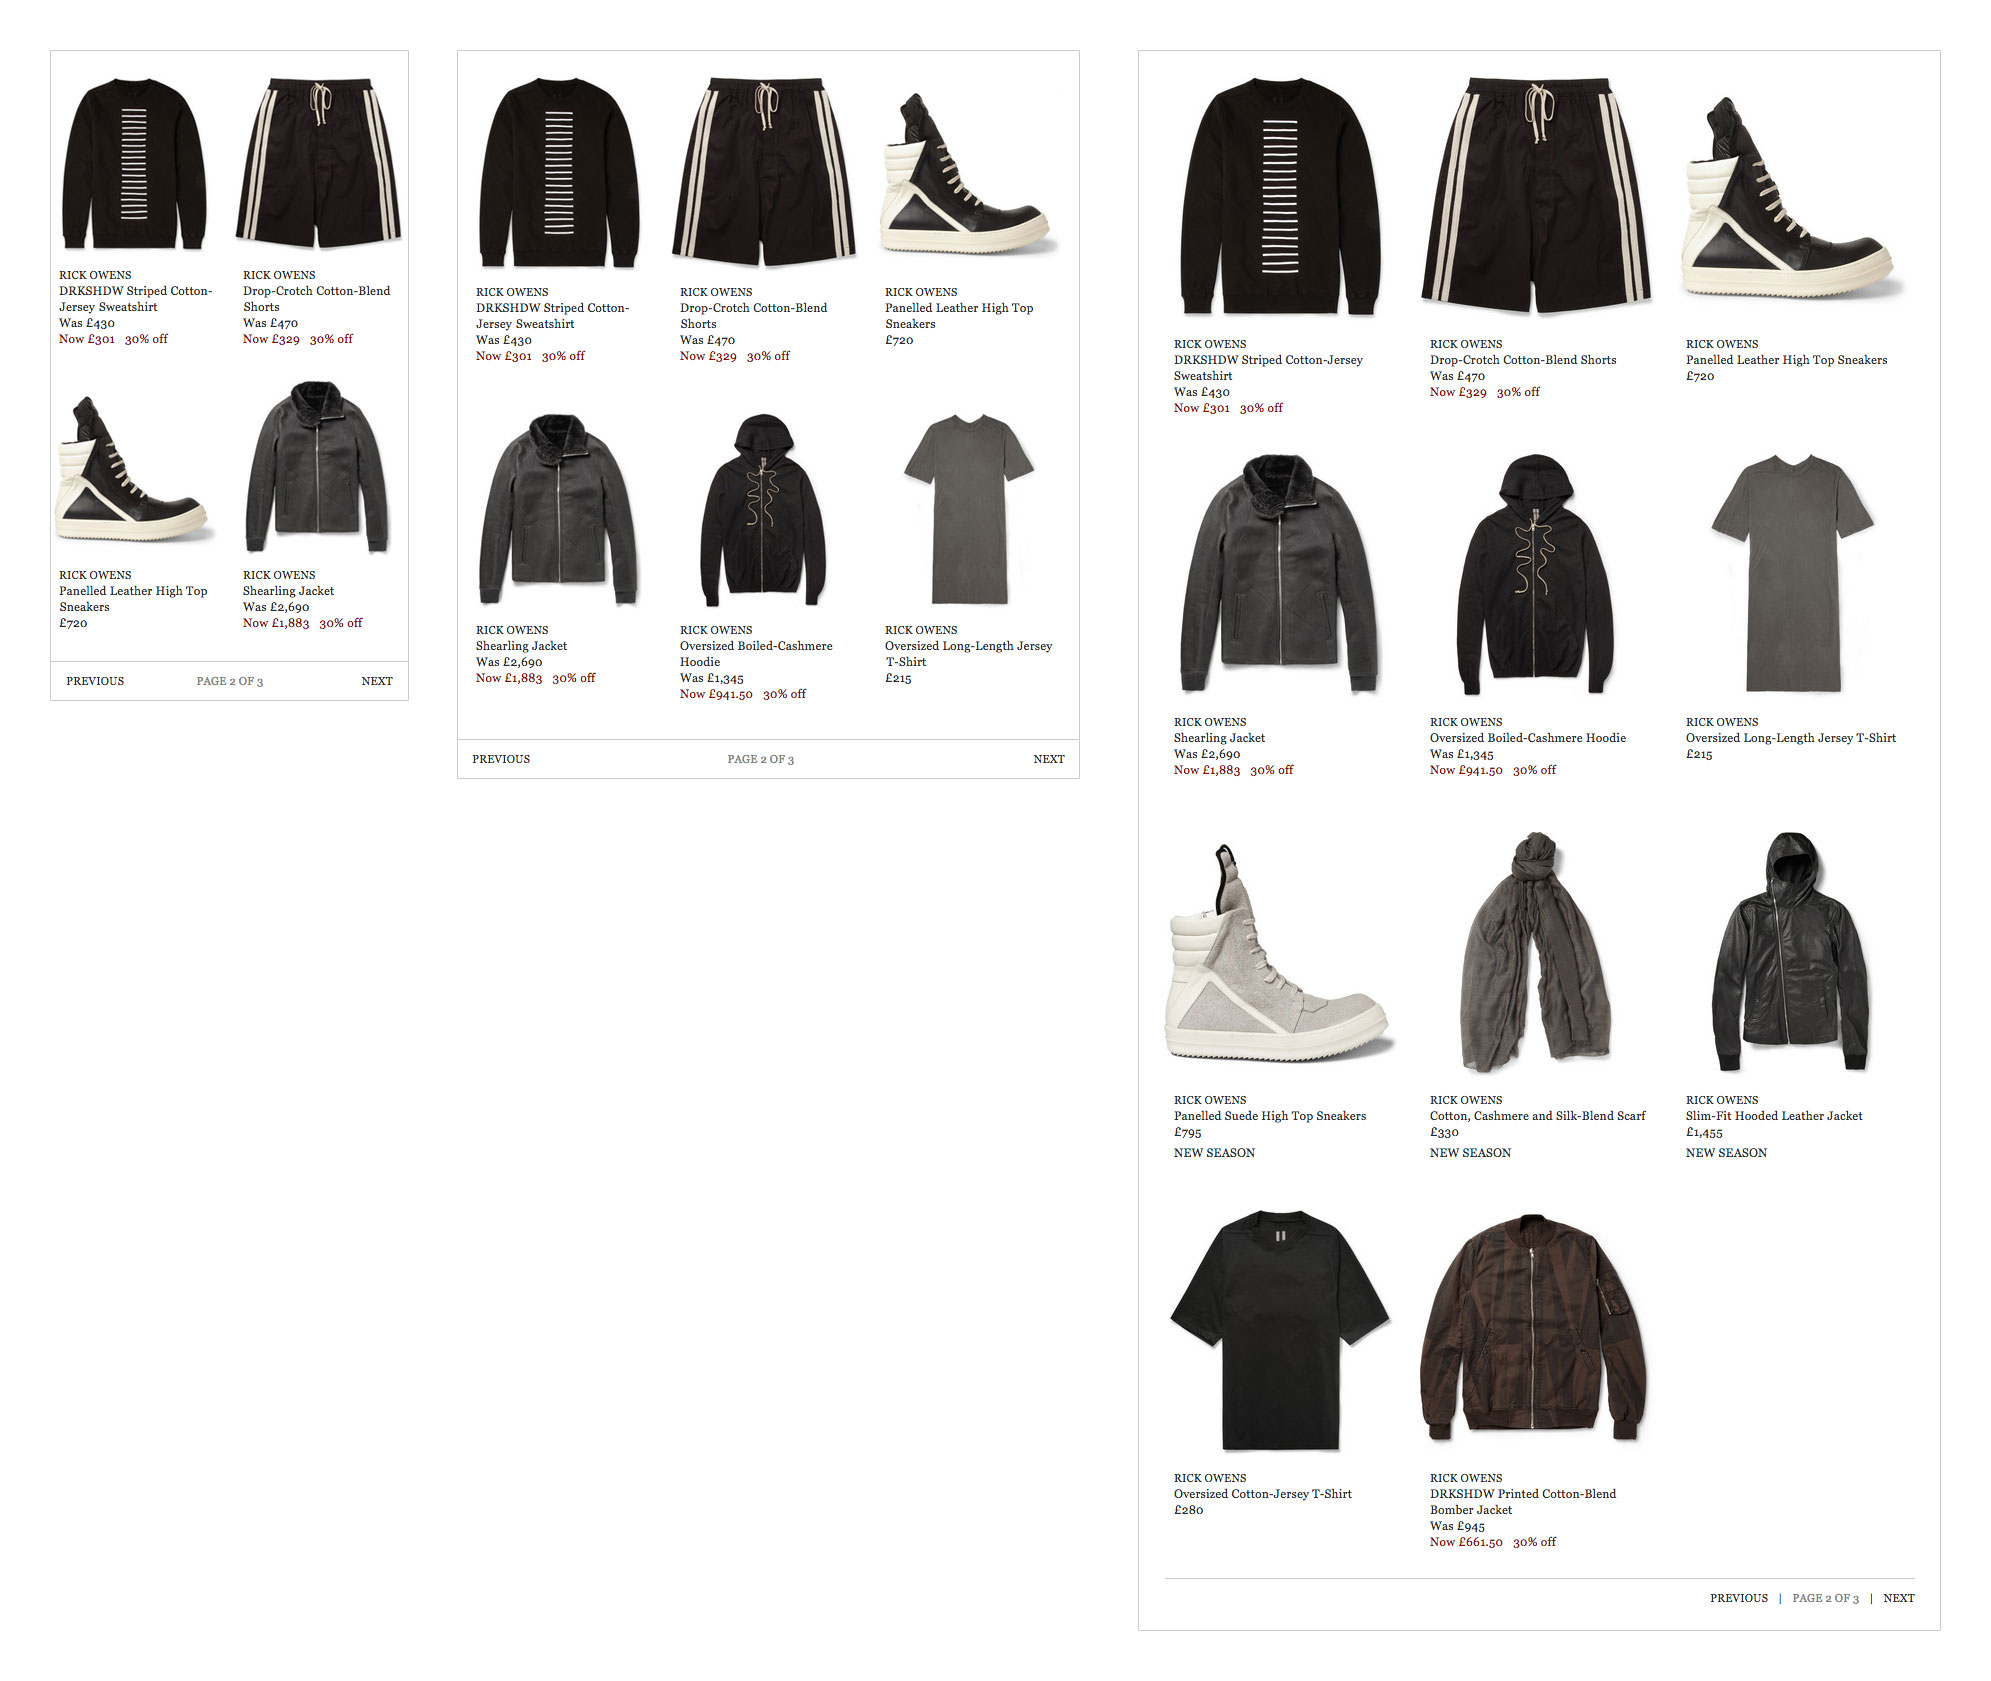 RICK OWENS
DRKSHDW Striped Cotton-
Jersey Sweatshirt
Was £430
Now £301 30% off
RICK OWENS
Drop-Crotch Cotton-Blend
Shorts
Was £470
Now £329 30% off
RICK OWENS
Panelled Leather High Top
Sneakers
£720
RICK OWENS
Shearling Jacket
Was £2,690
Now £1,883 30% off
PREVIOUS
PAGE 2 OF 3
NEXT
RICK OWENS
DRKSHDW Striped Cotton-
Jersey Sweatshirt
Was £430
Now £301 30% off
RICK OWENS
Drop-Crotch Cotton-Blend
Shorts
Was £470
Now £329 30% off
RICK OWENS
Panelled Leather High Top
Sneakers
£720
RICK OWENS
Shearling Jacket
Was £2,690
Now £1,883 30% off
RICK OWENS
Oversized Boiled-Cashmere
Hoodie
Was £1,345
Now £941.50 30% off
RICK OWENS
Oversized Long-Length Jersey
T-Shirt
£215
PREVIOUS
PAGE 2 OF 3
NEXT
RICK OWENS
DRKSHDW Striped Cotton-Jersey
Sweatshirt
Was £430
Now £301 30% off
RICK OWENS
Drop-Crotch Cotton-Blend Shorts
Was £470
Now £329 30% off
RICK OWENS
Panelled Leather High Top Sneakers
£720
RICK OWENS
Shearling Jacket
Was £2,690
Now £1,883 30% off
RICK OWENS
Oversized Boiled-Cashmere Hoodie
Was £1,345
Now £941.50 30% off
RICK OWENS
Oversized Long-Length Jersey T-Shirt
£215
RICK OWENS
Panelled Suede High Top Sneakers
£795
NEW SEASON
RICK OWENS
Cotton, Cashmere and Silk-Blend Scarf
£330
NEW SEASON
RICK OWENS
Slim-Fit Hooded Leather Jacket
£1,455
NEW SEASON
RICK OWENS
Oversized Cotton-Jersey T-Shirt
£280
RICK OWENS
DRKSHDW Printed Cotton-Blend
Bomber Jacket
Was £945
Now £661.50 30% off
PREVIOUS | PAGE 2 OF 3 | NEXT